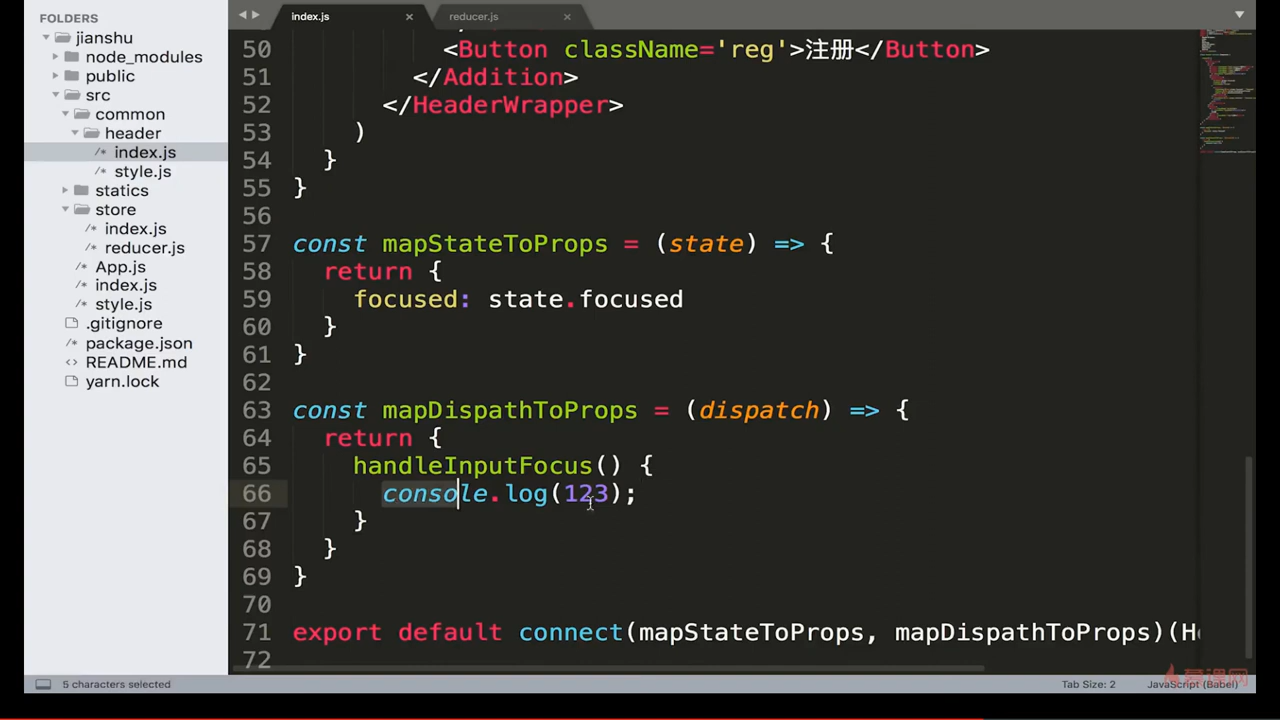 FOLDERS
jianshu
node_modules
public
src
common
header
index.js
style.js
statics
store
index.js
reducer.js
App.js
index.js
style.js
.gitignore
package.json
README.md
yarn.lock
index.js
reducer.js
50 <Button className='reg'>注册</Button>
51 </Addition>
52 </HeaderWrapper>
53 )
54 }
55 }
56
57 const mapStateToProps = (state) => {
58 return {
59 focused: state.focused
60 }
61 }
62
63 const mapDispathToProps = (dispatch) => {
64 return {
65 handleInputFocus() {
66 console.log(123);
67 }
68 }
69 }
70
71 export default connect(mapStateToProps, mapDispathToProps)(He
72
慕课网
5 characters selected
Tab Size: 2
JavaScript (Babel)